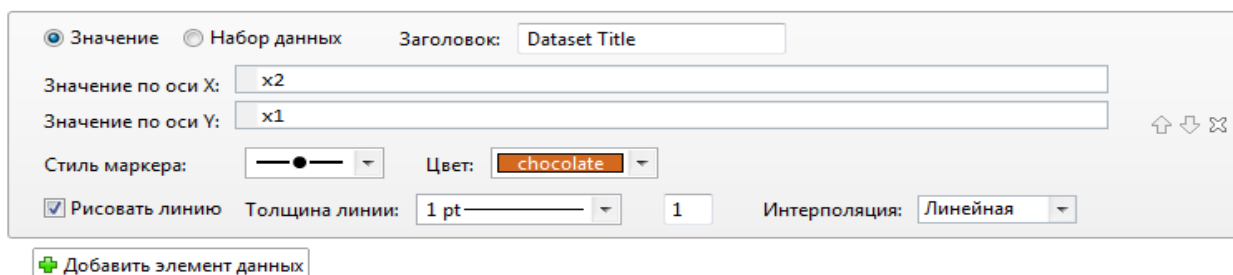 Значение Набор данных Заголовок: Dataset Title
Значение по оси X: x2
Значение по оси Y: x1
Стиль маркера: Цвет: chocolate
Рисовать линию Толщина линии: 1 pt 1 Интерполяция: Линейная
Добавить элемент данных